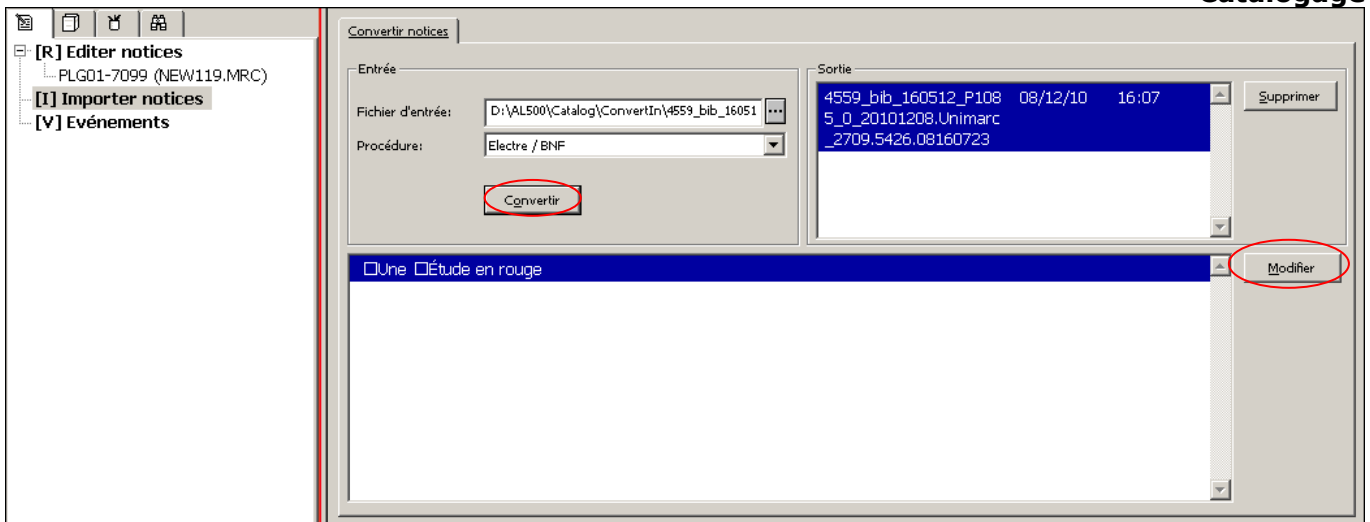 [R] Editer notices
PLG01-7099 (NEW119.MRC)
[I] Importer notices
[V] Evénements
Convertir notices
Entrée
Fichier d'entrée: D:\AL500\Catalog\ConvertIn\4559_bib_16051 ...
Procédure: Electre / BNF
Convertir
Sortie
4559_bib_160512_P108 08/12/10 16:07
5_0_20101208.Unimarc
_2709.5426.08160723
Supprimer
□Une □Étude en rouge
Modifier